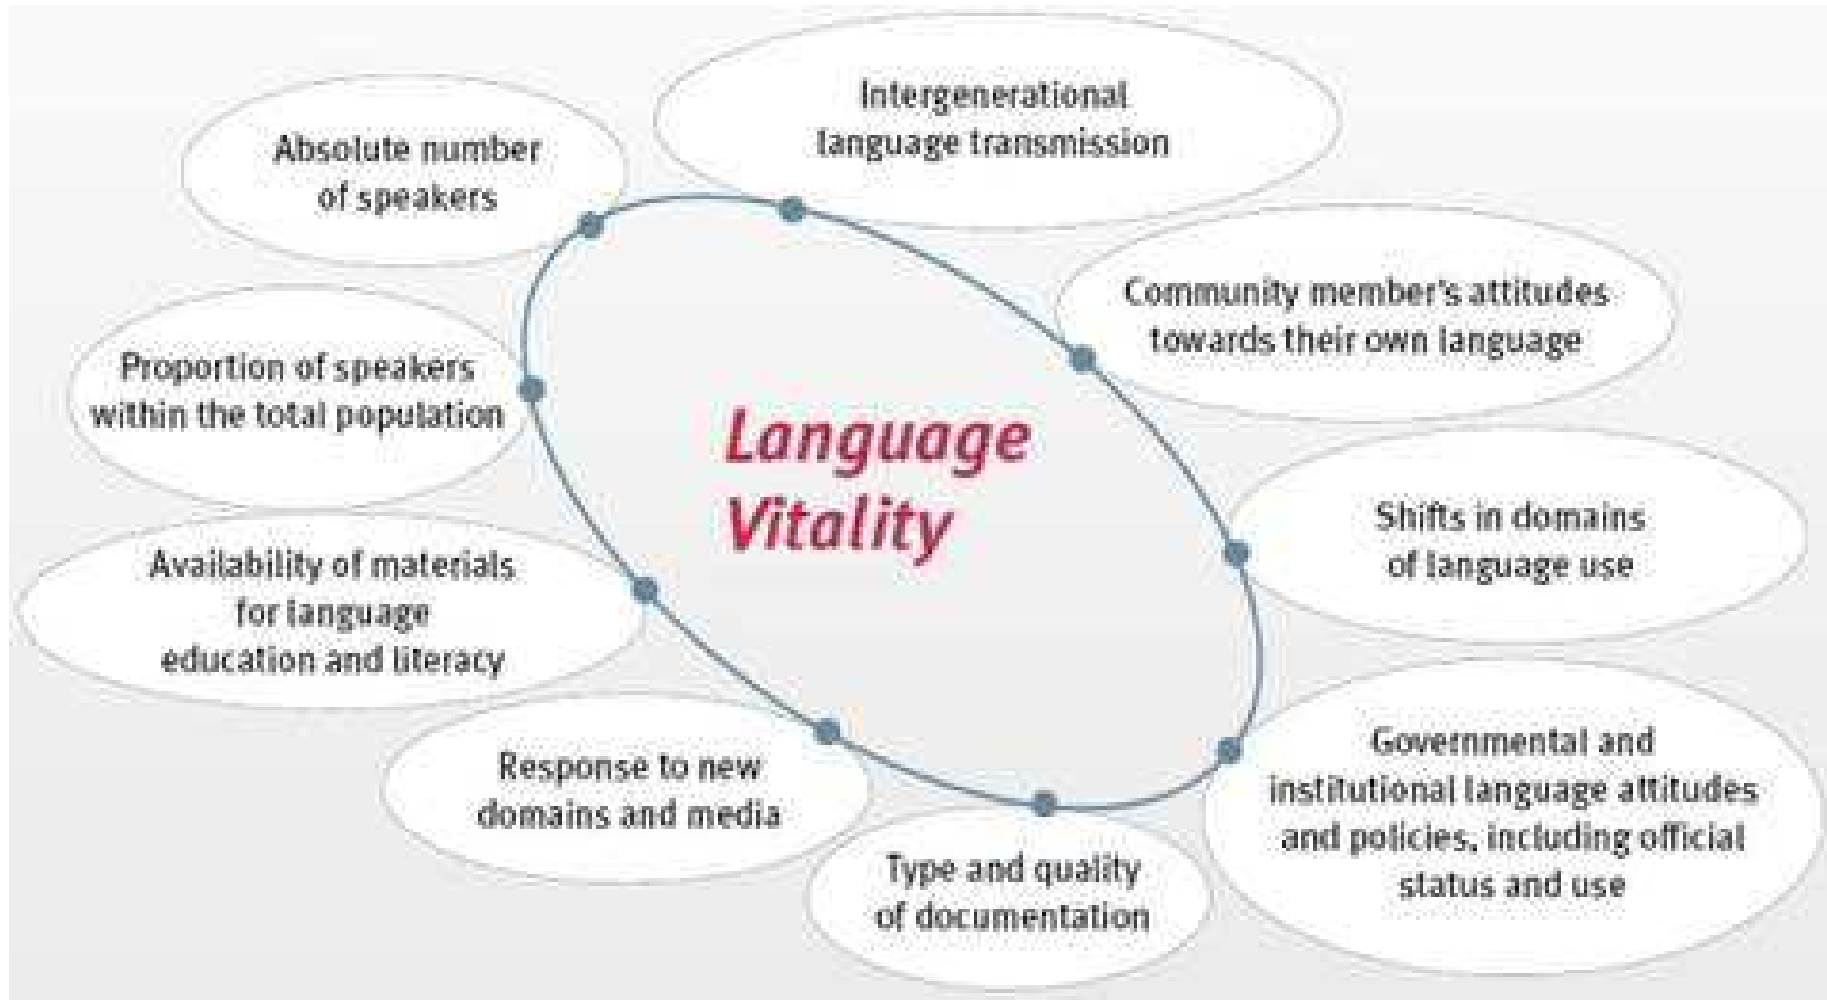 Intergenerational
language transmission
Absolute number
of speakers
Community member's attitudes
towards their own language
Proportion of speakers
within the total population
Language
Vitality
Shifts in domains
of language use
Availability of materials
for language
education and literacy
Governmental and
institutional language attitudes
and policies, including official
status and use
Response to new
domains and media
Type and quality
of documentation